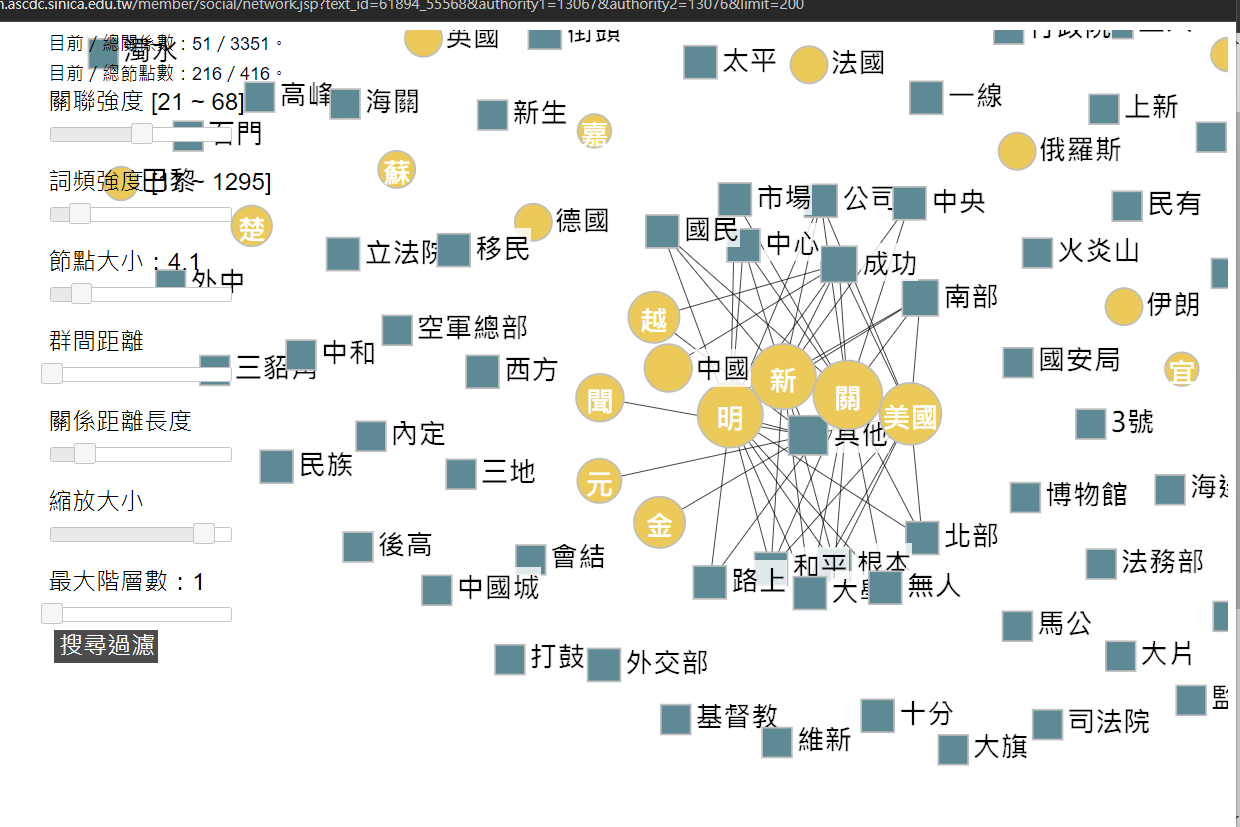 n.ascdc.sinica.edu.tw/member/social/network.jsp?text_id=61894_55568&authority1=13067&authority2=13076&limit=200
目前 / 總關係數：51 / 3351。
目前 / 總節點數：216 / 416。
關聯強度 [21 ~ 68]
詞頻強度
~ 1295]
節點大小：4.1
群間距離
關係距離長度
縮放大小
最大階層數：1
搜尋過濾
濁水
英國
街頭
行政院
太平
法國
高峰
海關
新生
嘉
一線
上新
石門
俄羅斯
巴黎
蘇
市場
公司
中央
民有
楚
德國
國民
立法院
移民
中心
成功
火炎山
外中
南部
伊朗
越
空軍總部
中和
三貂角
西方
中國
新
國安局
宜
聞
關
明
美國
3號
內定
其他
民族
三地
元
博物館
海
金
北部
後高
會結
和平
根本
法務部
中國城
路上
大學
無人
馬公
打鼓
外交部
大片
基督教
十分
監
維新
司法院
大旗